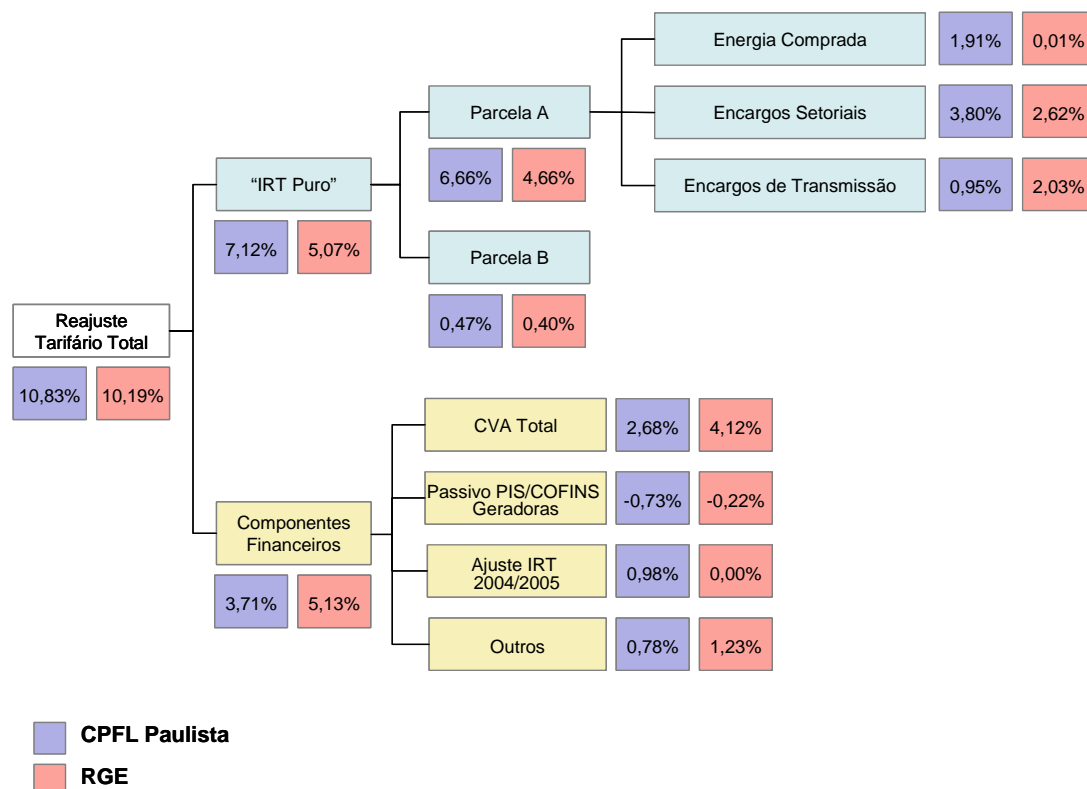 Energia Comprada
1,91%
0,01%
Parcela A
Encargos Setoriais
3,80%
2,62%
6,66%
4,66%
“IRT Puro”
Encargos de Transmissão
0,95%
2,03%
7,12%
5,07%
Parcela B
0,47%
0,40%
Reajuste
Tarifário Total
10,83%
10,19%
CVA Total
2,68%
4,12%
Passivo PIS/COFINS
Geradoras
-0,73%
-0,22%
Componentes
Financeiros
3,71%
5,13%
Ajuste IRT
2004/2005
0,98%
0,00%
Outros
0,78%
1,23%
CPFL Paulista
RGE